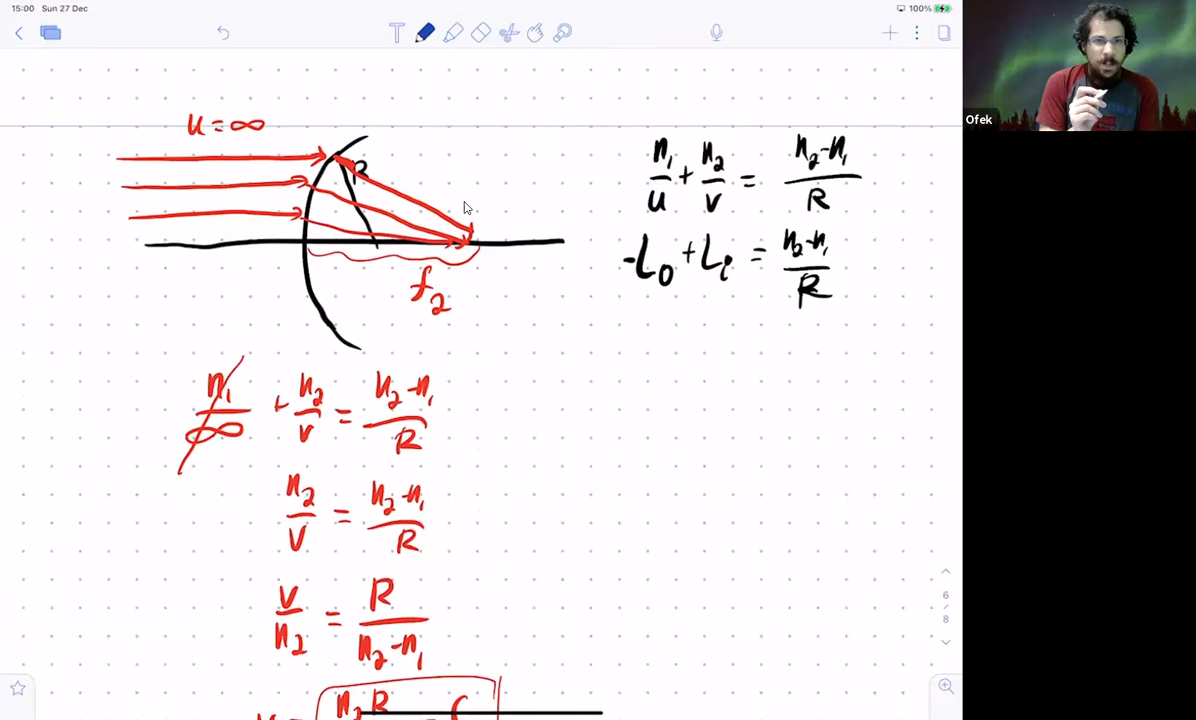 15:00 Sun 27 Dec
100%
Ofek
u = ∞
R
f₂
n₁/u + n₂/v = (n₂-n₁)/R
-L₀ + Lᵢ = (n₂-n₁)/R
n₁/∞ + n₂/v = (n₂-n₁)/R
n₂/v = (n₂-n₁)/R
v/n₂ = R/(n₂-n₁)
n₂R
6
/
8